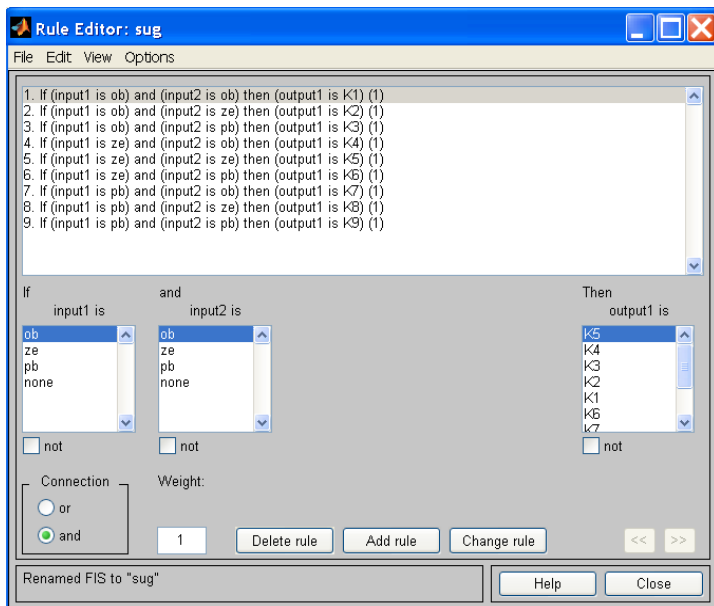 Rule Editor: sug
File Edit View Options
1. If (input1 is ob) and (input2 is ob) then (output1 is K1) (1)
2. If (input1 is ob) and (input2 is ze) then (output1 is K2) (1)
3. If (input1 is ob) and (input2 is pb) then (output1 is K3) (1)
4. If (input1 is ze) and (input2 is ob) then (output1 is K4) (1)
5. If (input1 is ze) and (input2 is ze) then (output1 is K5) (1)
6. If (input1 is ze) and (input2 is pb) then (output1 is K6) (1)
7. If (input1 is pb) and (input2 is ob) then (output1 is K7) (1)
8. If (input1 is pb) and (input2 is ze) then (output1 is K8) (1)
9. If (input1 is pb) and (input2 is pb) then (output1 is K9) (1)
If
input1 is
ob
ze
pb
none
not
and
input2 is
ob
ze
pb
none
not
Then
output1 is
K5
K4
K3
K2
K1
K6
K7
not
Connection
or
and
Weight:
1
Delete rule
Add rule
Change rule
<<
>>
Renamed FIS to "sug"
Help
Close